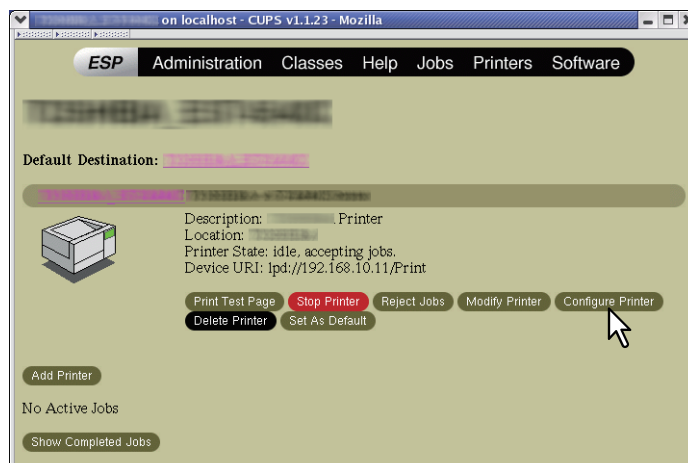 on localhost - CUPS v1.1.23 - Mozilla
ESP Administration Classes Help Jobs Printers Software
Default Destination:
Description: Printer
Location:
Printer State: idle, accepting jobs.
Device URI: lpd://192.168.10.11/Print
Print Test Page Stop Printer Reject Jobs Modify Printer Configure Printer
Delete Printer Set As Default
Add Printer
No Active Jobs
Show Completed Jobs